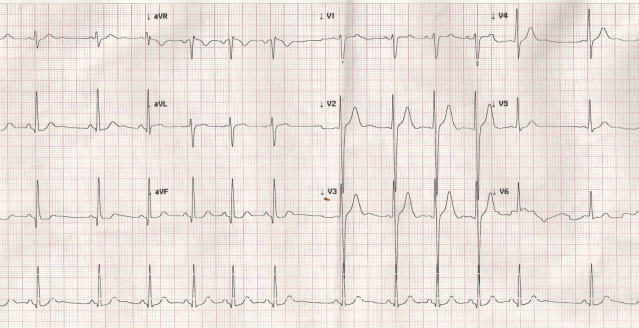 ↓ aVR
↓ V1
↓ V4
↓ aVL
↓ V2
↓ V5
↓ aVF
↓ V3
↓ V6